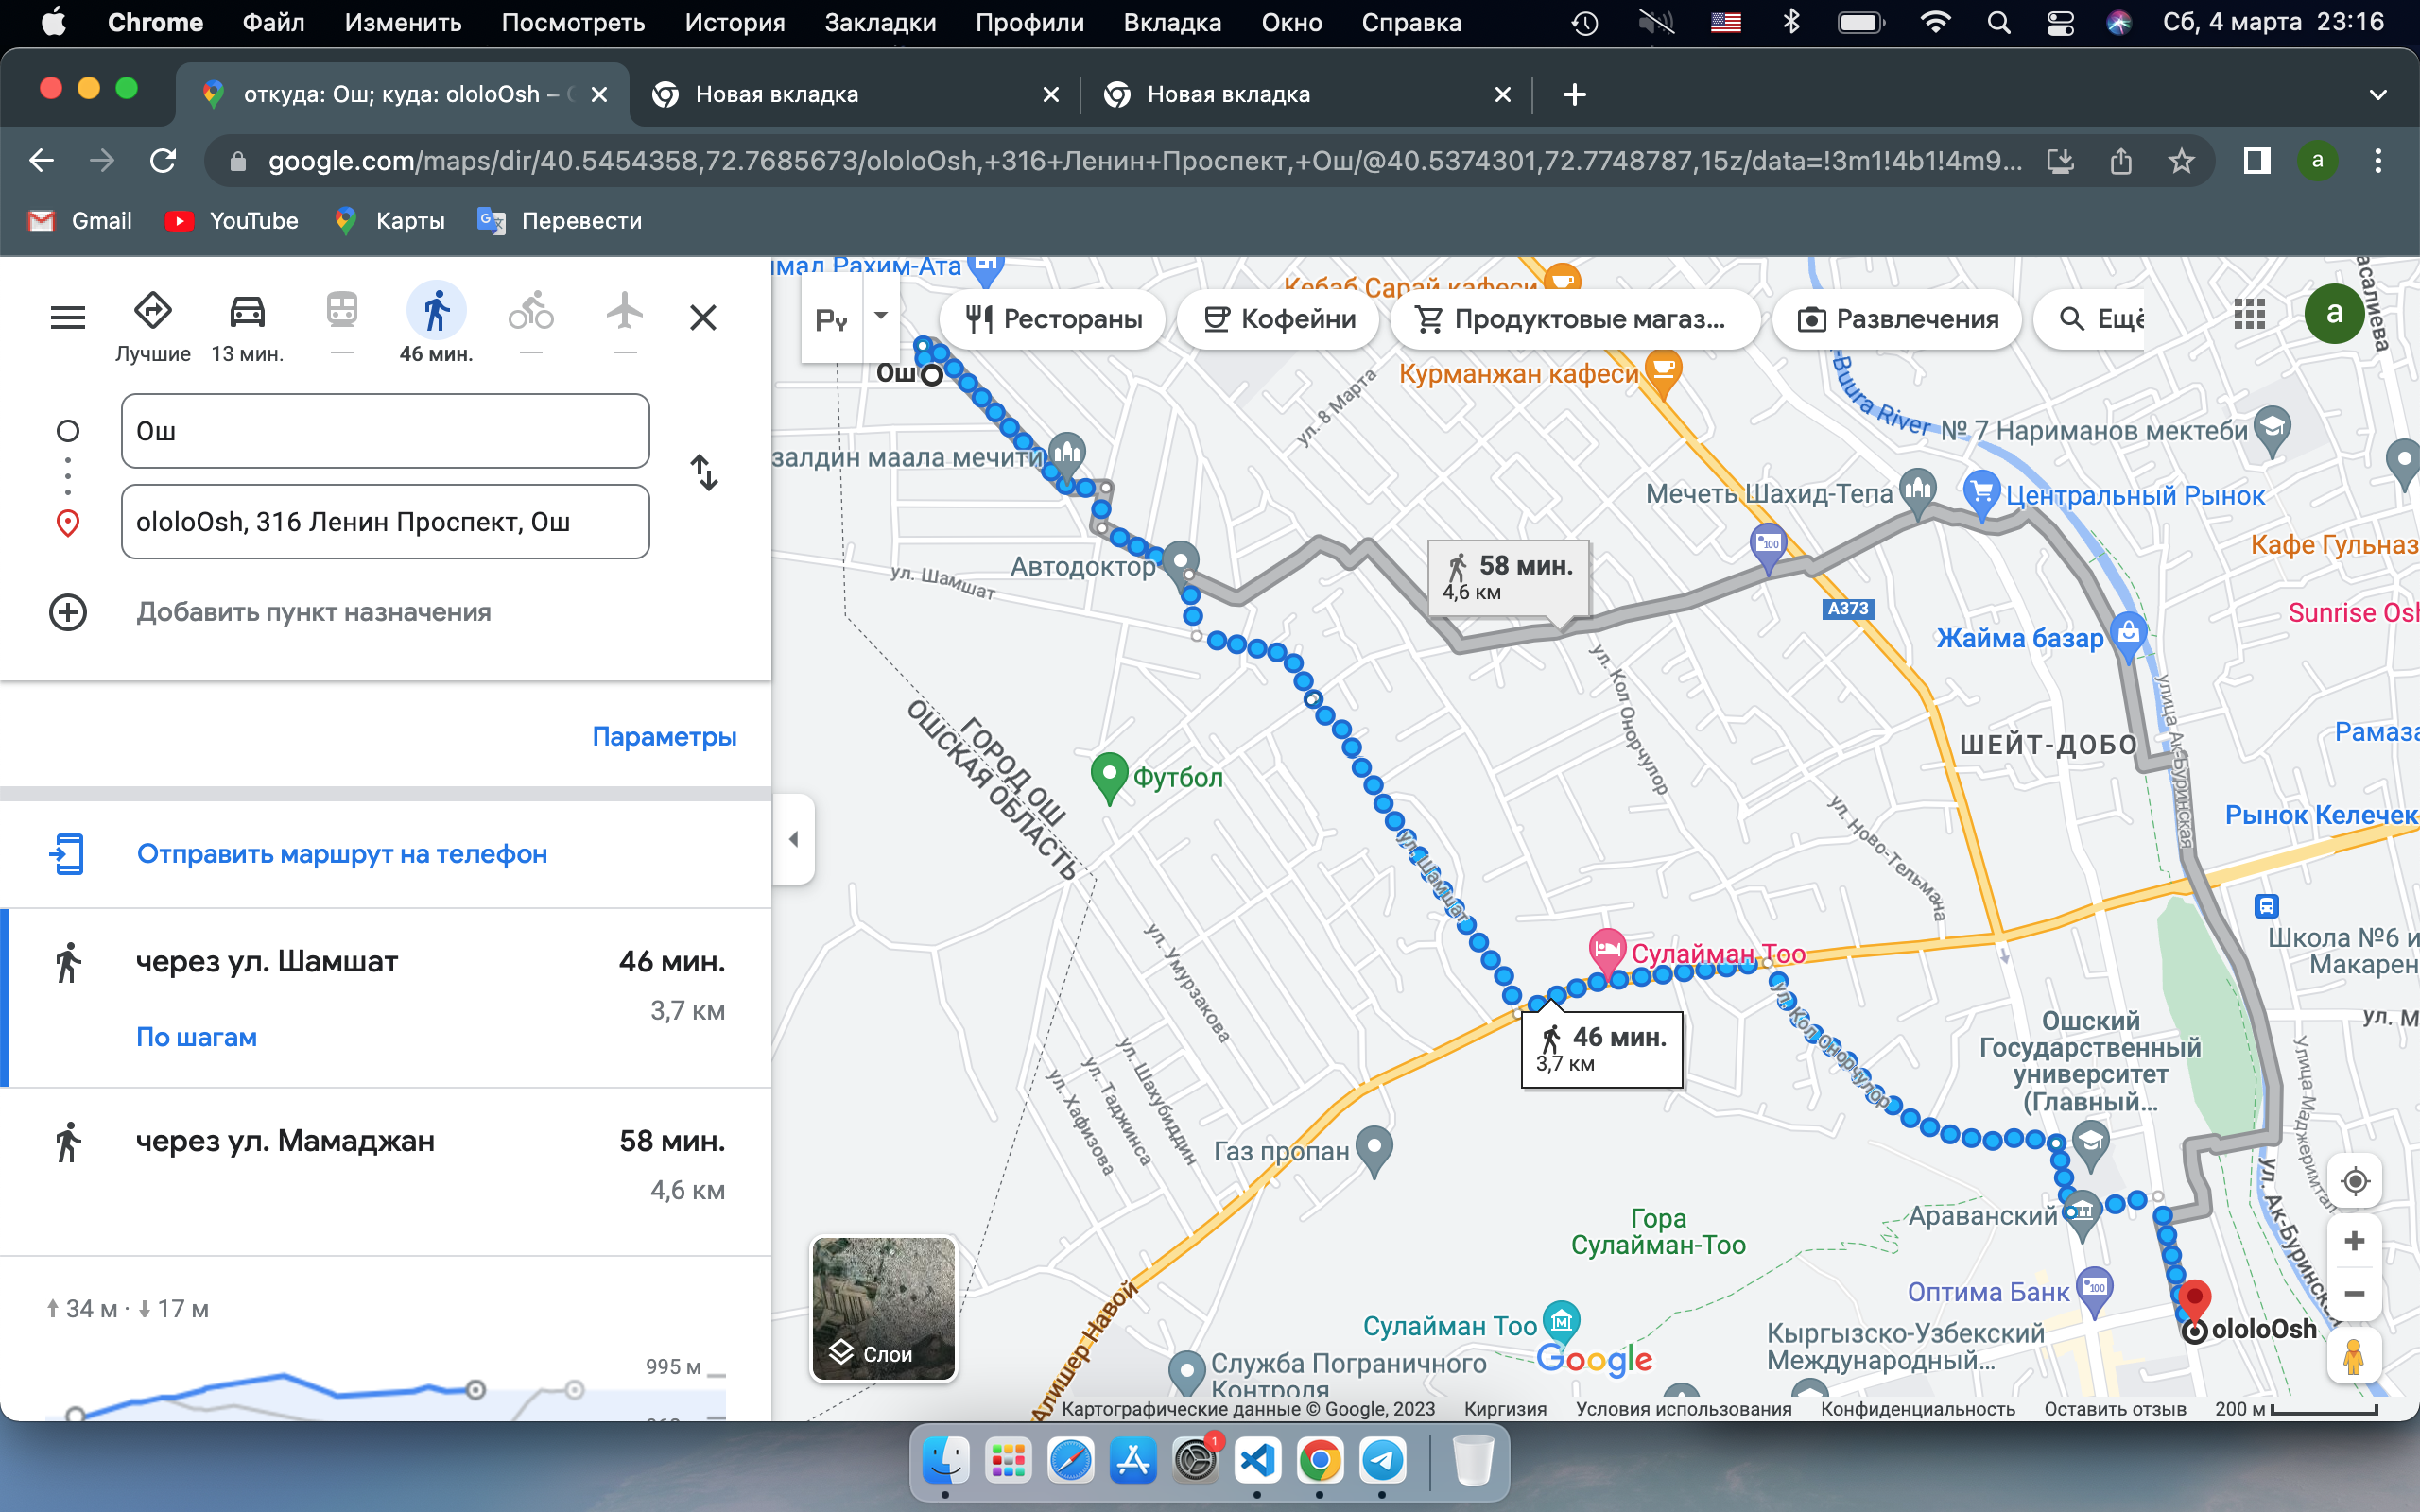 Chrome Файл Изменить Посмотреть История Закладки Профили Вкладка Окно Справка Сб, 4 марта 23:16
откуда: Ош; куда: ololoOsh –
Новая вкладка
Новая вкладка
google.com/maps/dir/40.5454358,72.7685673/ololoOsh,+316+Ленин+Проспект,+Ош/@40.5374301,72.7748787,15z/data=!3m1!4b1!4m9...
a
Gmail YouTube Карты Перевести
Лучшие 13 мин. — 46 мин. — —
Ош
ololoOsh, 316 Ленин Проспект, Ош
Добавить пункт назначения
Параметры
Отправить маршрут на телефон
через ул. Шамшат 46 мин.
3,7 км
По шагам
через ул. Мамаджан 58 мин.
4,6 км
34 м · 17 м
995 м
Рестораны
Кофейни
Продуктовые магаз...
Развлечения
Ещё
a
Рахим-Ата
Кебаб Сарай кафеси
Ош
Курманжан кафеси
ул. 8 Марта
-Buura River
№ 7 Нариманов мектеби
залдин маала мечити
Мечеть Шахид-Тепа
Центральный Рынок
Кафе Гульназ
Автодоктор
ул. Шамшат
58 мин.
4,6 км
100
A373
Sunrise Osh
Жайма базар
ул. Кол Онорчулор
улица Ак-Буринская
ГОРОД ОШ
ОШСКАЯ ОБЛАСТЬ
Футбол
ШЕЙТ-ДОБО
Рамаза
Рынок Келечек
ул. Ново-Тельмана
ул. Шамшат
Сулайман Тоо
Школа №6 и
Макарен
ул. Умурзакова
46 мин.
3,7 км
ул. Кол Онорчулор
Ошский
Государственный
университет
(Главный...
ул. М
ул. Шахубиддин
ул. Таджинса
ул. Хафизова
Газ пропан
Гора
Сулайман-Тоо
Араванский
Улица Маджеримтал
ул. Ак-Буринская
Оптима Банк
100
Алишер Навой
Сулайман Тоо
Кыргызско-Узбекский
Международный...
ololoOsh
Служба Пограничного
Контроля
Слои
Google
Картографические данные © Google, 2023 Киргизия Условия использования Конфиденциальность Оставить отзыв 200 м
1